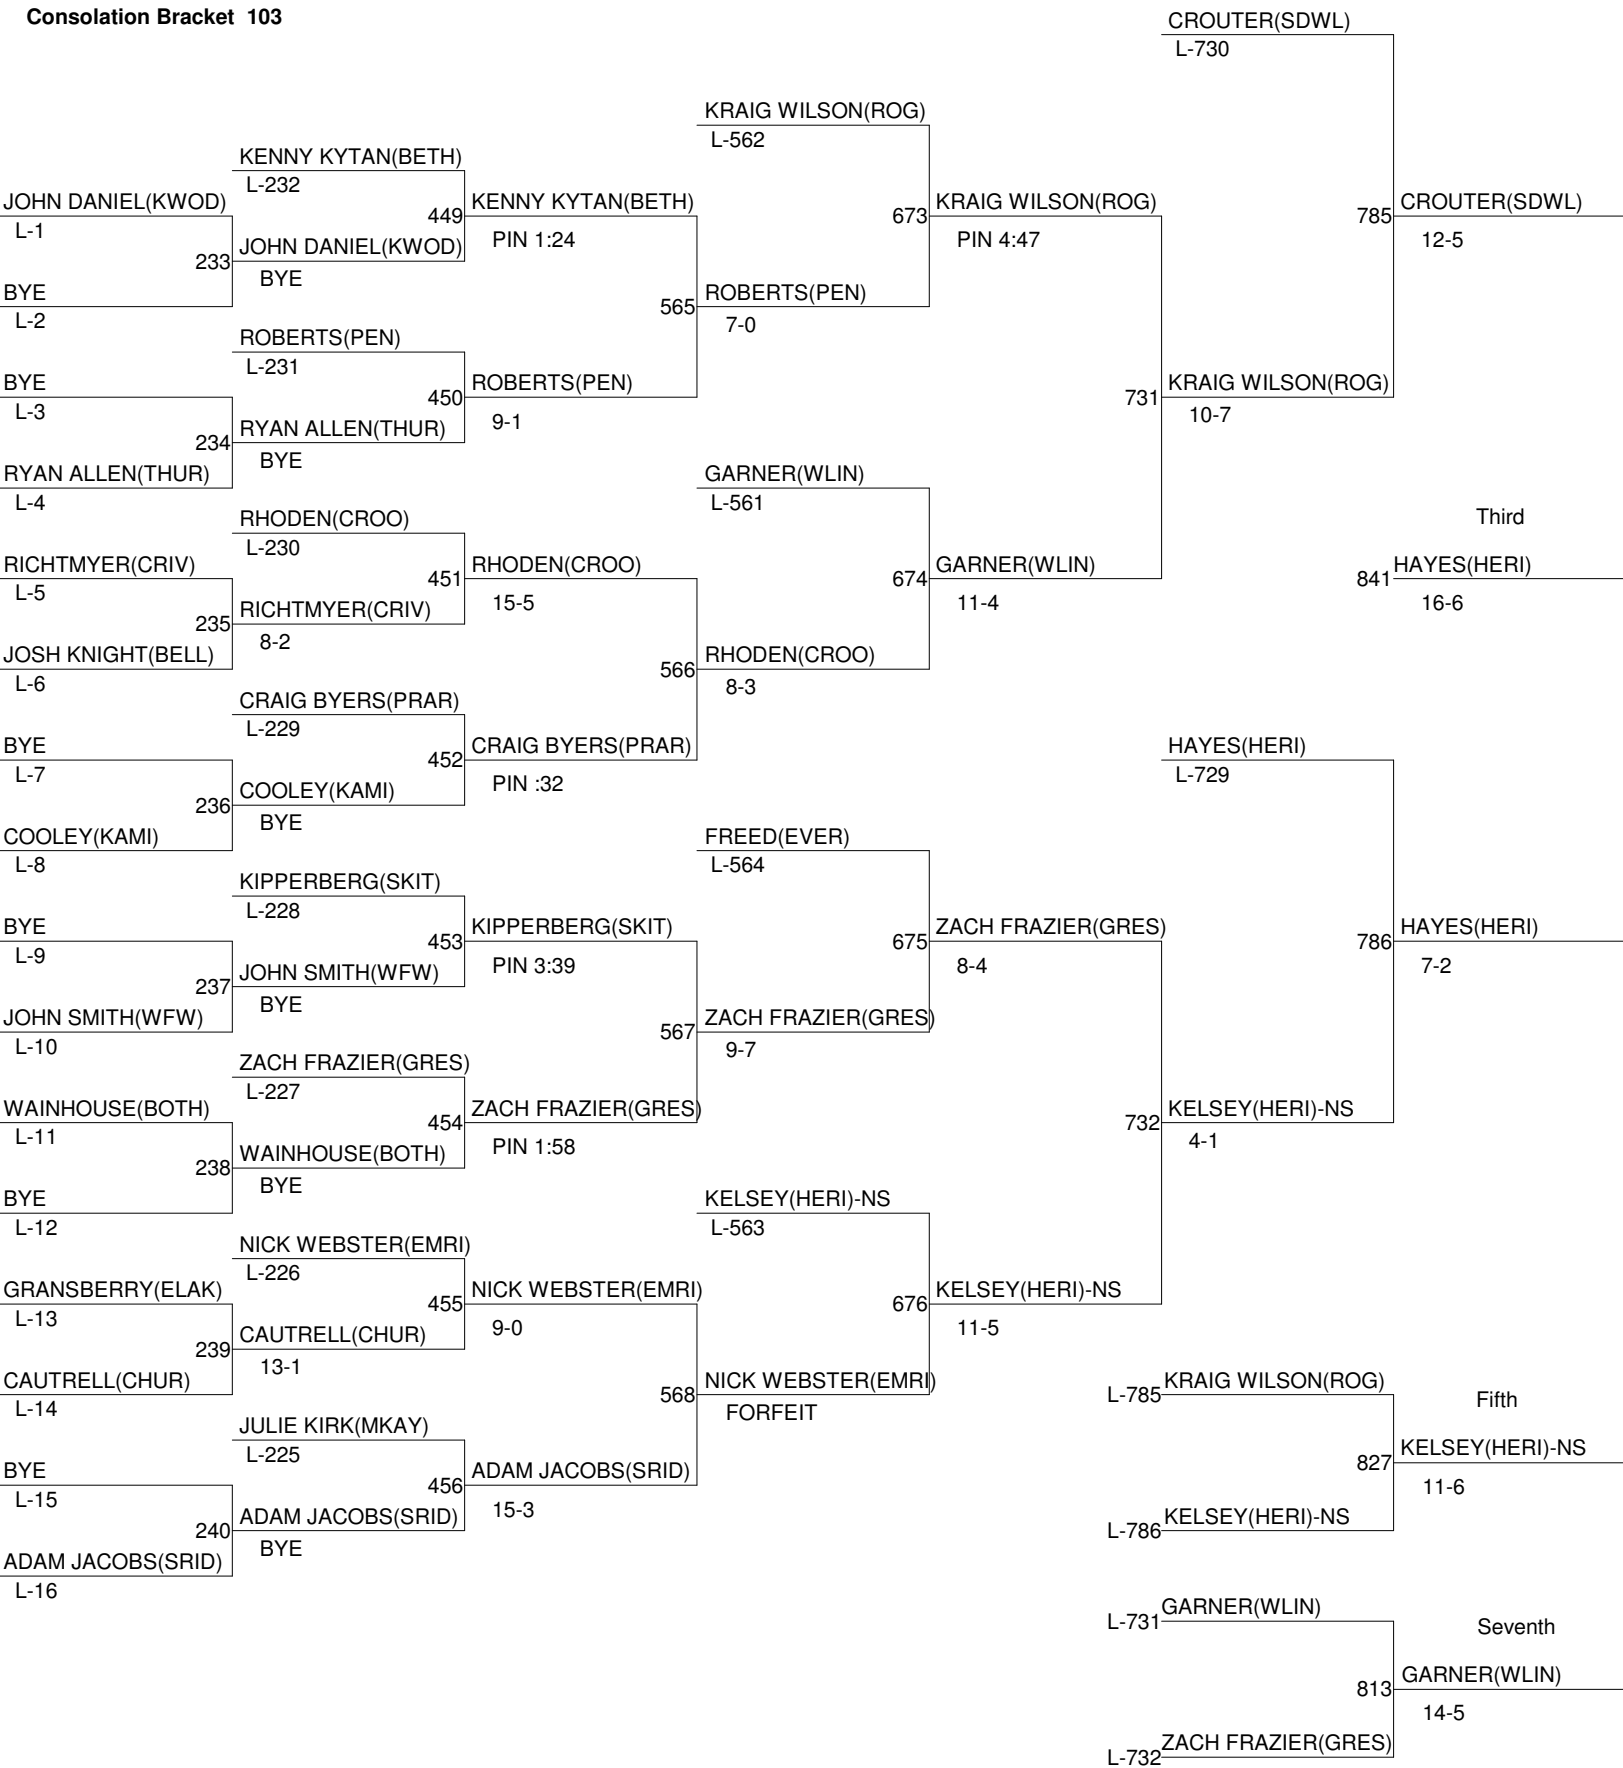 Consolation Bracket 103
CROUTER(SDWL)
L-730
KRAIG WILSON(ROG)
L-562
KENNY KYTAN(BETH)
L-232
JOHN DANIEL(KWOD)
L-1
449
KENNY KYTAN(BETH)
PIN 1:24
673
KRAIG WILSON(ROG)
PIN 4:47
785
CROUTER(SDWL)
12-5
233
JOHN DANIEL(KWOD)
BYE
BYE
L-2
565
ROBERTS(PEN)
7-0
ROBERTS(PEN)
L-231
BYE
L-3
450
ROBERTS(PEN)
9-1
731
KRAIG WILSON(ROG)
10-7
234
RYAN ALLEN(THUR)
BYE
RYAN ALLEN(THUR)
L-4
GARNER(WLIN)
L-561
RHODEN(CROO)
L-230
Third
RICHTMYER(CRIV)
L-5
451
RHODEN(CROO)
15-5
674
GARNER(WLIN)
11-4
841
HAYES(HERI)
16-6
235
RICHTMYER(CRIV)
8-2
JOSH KNIGHT(BELL)
L-6
566
RHODEN(CROO)
8-3
CRAIG BYERS(PRAR)
L-229
BYE
L-7
452
CRAIG BYERS(PRAR)
PIN :32
HAYES(HERI)
L-729
236
COOLEY(KAMI)
BYE
COOLEY(KAMI)
L-8
FREED(EVER)
L-564
KIPPERBERG(SKIT)
L-228
BYE
L-9
453
KIPPERBERG(SKIT)
PIN 3:39
675
ZACH FRAZIER(GRES)
8-4
786
HAYES(HERI)
7-2
237
JOHN SMITH(WFW)
BYE
JOHN SMITH(WFW)
L-10
567
ZACH FRAZIER(GRES)
9-7
ZACH FRAZIER(GRES)
L-227
WAINHOUSE(BOTH)
L-11
454
ZACH FRAZIER(GRES)
PIN 1:58
732
KELSEY(HERI)-NS
4-1
238
WAINHOUSE(BOTH)
BYE
BYE
L-12
KELSEY(HERI)-NS
L-563
NICK WEBSTER(EMRI)
L-226
GRANSBERRY(ELAK)
L-13
455
NICK WEBSTER(EMRI)
9-0
676
KELSEY(HERI)-NS
11-5
239
CAUTRELL(CHUR)
13-1
CAUTRELL(CHUR)
L-14
568
NICK WEBSTER(EMRI)
FORFEIT
L-785
KRAIG WILSON(ROG)
Fifth
JULIE KIRK(MKAY)
L-225
BYE
L-15
456
ADAM JACOBS(SRID)
15-3
827
KELSEY(HERI)-NS
11-6
240
ADAM JACOBS(SRID)
BYE
L-786
KELSEY(HERI)-NS
ADAM JACOBS(SRID)
L-16
L-731
GARNER(WLIN)
Seventh
813
GARNER(WLIN)
14-5
L-732
ZACH FRAZIER(GRES)